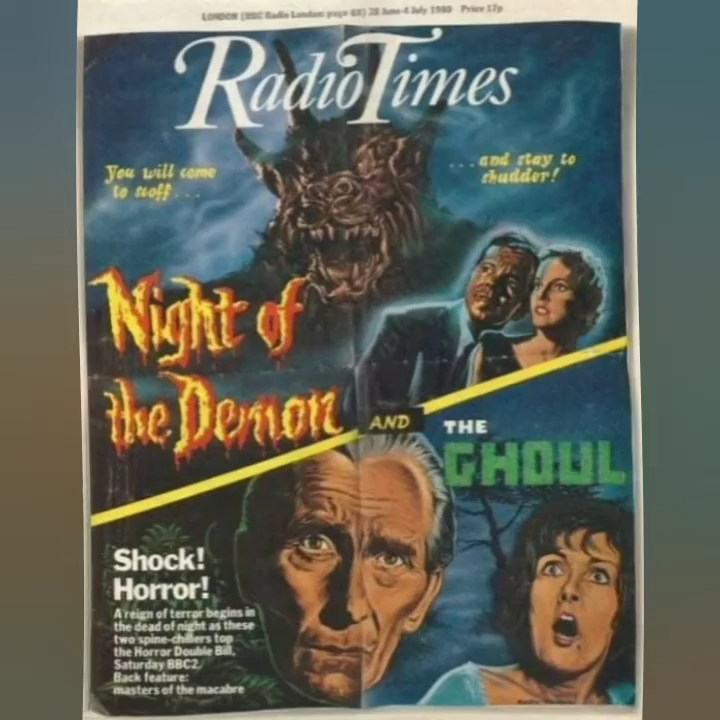 LONDON (BBC Radio London: page 68) 28 June-4 July 1980 Price 17p
RadioTimes
You will come
to scoff...
...and stay to
shudder!
Night of
the Demon
AND
THE
GHOUL
Shock!
Horror!
A reign of terror begins in
the dead of night as these
two spine-chillers top
the Horror Double Bill,
Saturday BBC2.
Back feature:
masters of the macabre